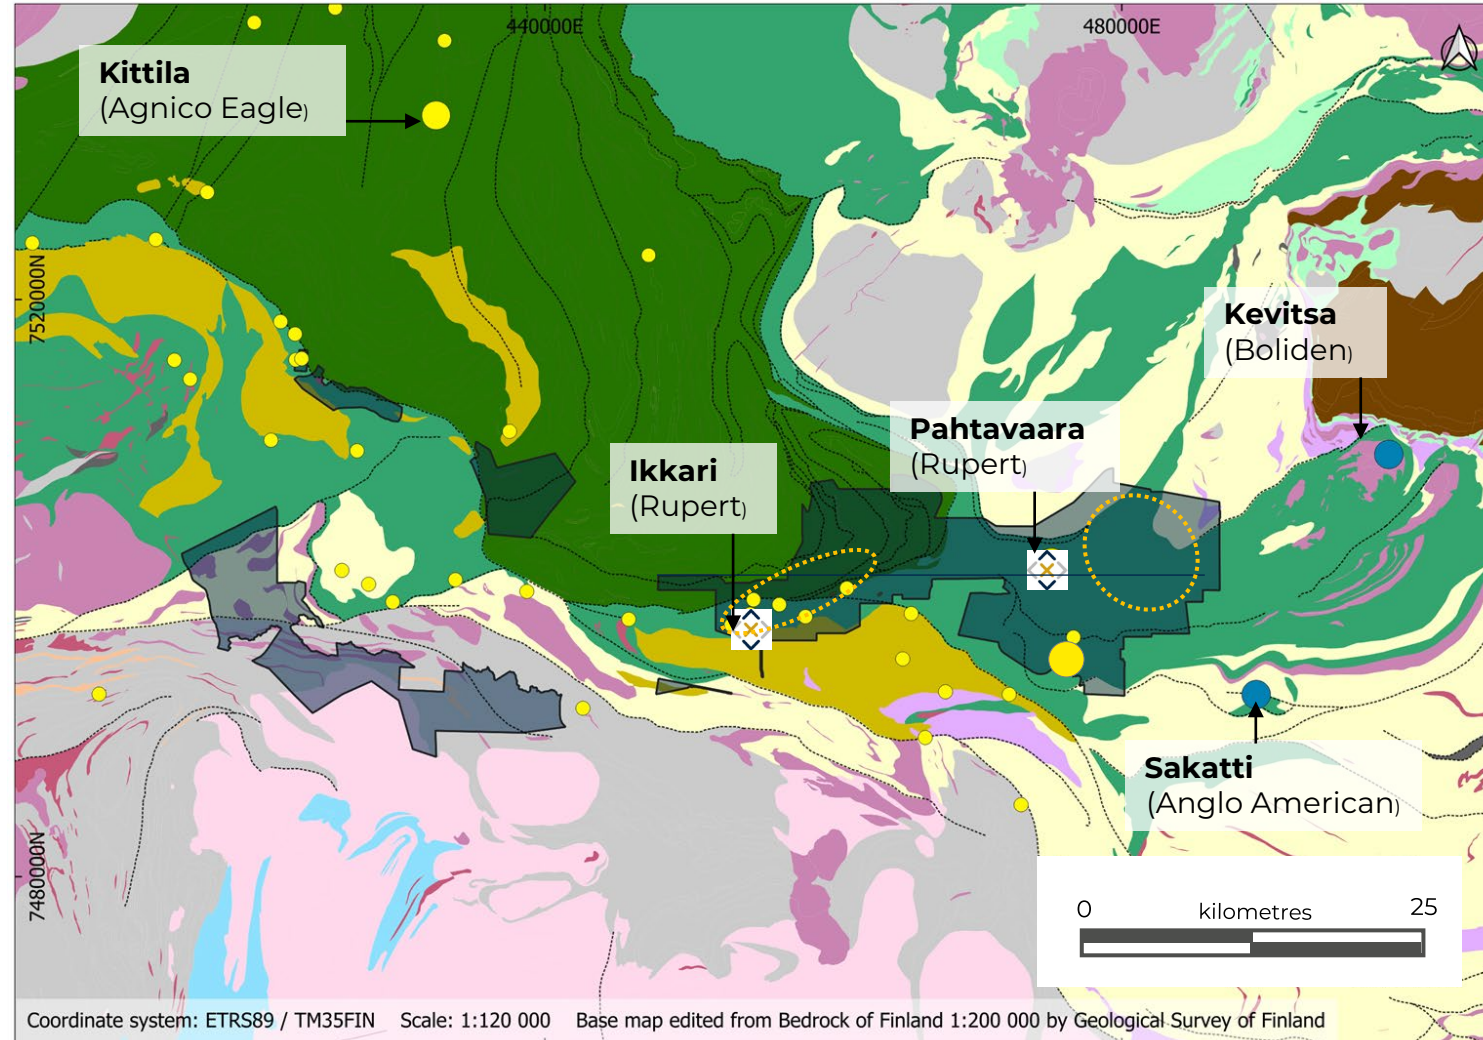 440000E
480000E
Kittila
(Agnico Eagle)
7520000N
Kevitsa
(Boliden)
Pahtavaara
(Rupert)
Ikkari
(Rupert)
Sakatti
(Anglo American)
7480000N
0 kilometres 25
Coordinate system: ETRS89 / TM35FIN Scale: 1:120 000 Base map edited from Bedrock of Finland 1:200 000 by Geological Survey of Finland